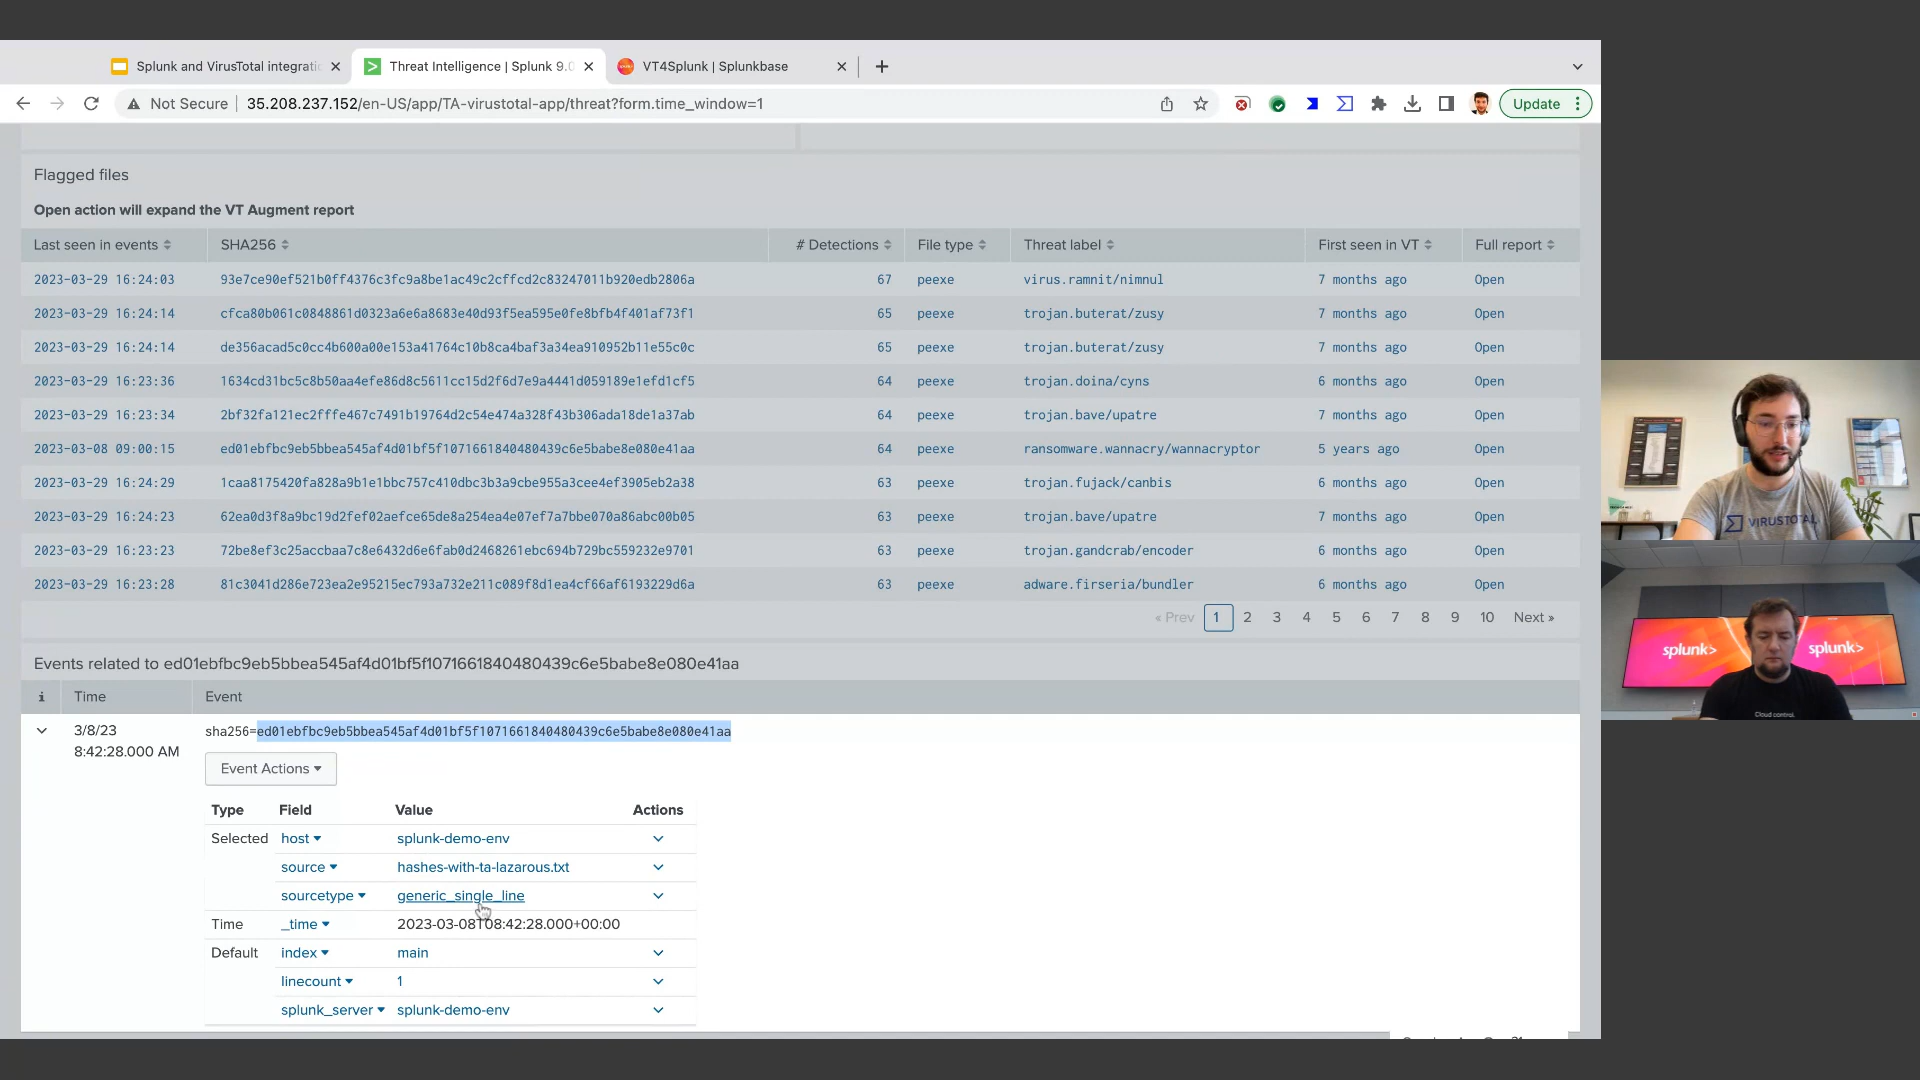 Splunk and VirusTotal integrati
Threat Intelligence | Splunk 9.0
VT4Splunk | Splunkbase
Not Secure
35.208.237.152/en-US/app/TA-virustotal-app/threat?form.time_window=1
Update
Flagged files
Open action will expand the VT Augment report
Last seen in events SHA256 # Detections File type Threat label First seen in VT Full report
2023-03-29 16:24:03 93e7ce90ef521b0ff4376c3fc9a8be1ac49c2cffcd2c83247011b920edb2806a 67 peexe virus.ramnit/nimnul 7 months ago Open
2023-03-29 16:24:14 cfca80b061c0848861d0323a6e6a8683e40d93f5ea595e0fe8bfb4f401af73f1 65 peexe trojan.buterat/zusy 7 months ago Open
2023-03-29 16:24:14 de356acad5c0cc4b600a00e153a41764c10b8ca4baf3a34ea910952b11e55c0c 65 peexe trojan.buterat/zusy 7 months ago Open
2023-03-29 16:23:36 1634cd31bc5c8b50aa4efe86d8c5611cc15d2f6d7e9a4441d059189e1efd1cf5 64 peexe trojan.doina/cyns 6 months ago Open
2023-03-29 16:23:34 2bf32fa121ec2fffe467c7491b19764d2c54e474a328f43b306ada18de1a37ab 64 peexe trojan.bave/upatre 7 months ago Open
2023-03-08 09:00:15 ed01ebfbc9eb5bbea545af4d01bf5f1071661840480439c6e5babe8e080e41aa 64 ransomware.wannacry/wannacryptor 5 years ago Open
2023-03-29 16:24:29 1caa8175420fa828a9b1e1bbc757c410dbc3b3a9cbe955a3cee4ef3905eb2a38 63 peexe trojan.fujack/canbis 6 months ago Open
2023-03-29 16:24:23 62ea0d3f8a9bc19d2fef02aefce65de8a254ea4e07ef7a7bbe070a86abc00b05 63 peexe trojan.bave/upatre 7 months ago Open
2023-03-29 16:23:23 72be8ef3c25accbaa7c8e6432d6e6fab0d2468261ebc694b729bc559232e9701 63 peexe trojan.gandcrab/encoder 6 months ago Open
2023-03-29 16:23:28 81c3041d286e723ea2e95215ec793a732e211c089f8d1ea4cf66af6193229d6a 63 peexe adware.firseria/bundler 6 months ago Open
« Prev 1 2 3 4 5 6 7 8 9 10 Next »
Events related to ed01ebfbc9eb5bbea545af4d01bf5f1071661840480439c6e5babe8e080e41aa
i Time Event
3/8/23
8:42:28.000 AM
sha256=ed01ebfbc9eb5bbea545af4d01bf5f1071661840480439c6e5babe8e080e41aa
Event Actions
Type Field Value Actions
Selected host splunk-demo-env
source hashes-with-ta-lazarous.txt
sourcetype generic_single_line
Time _time 2023-03-08T08:42:28.000+00:00
Default index main
linecount 1
splunk_server splunk-demo-env
VIRUSTOTAL
splunk> splunk>
Cloud control.